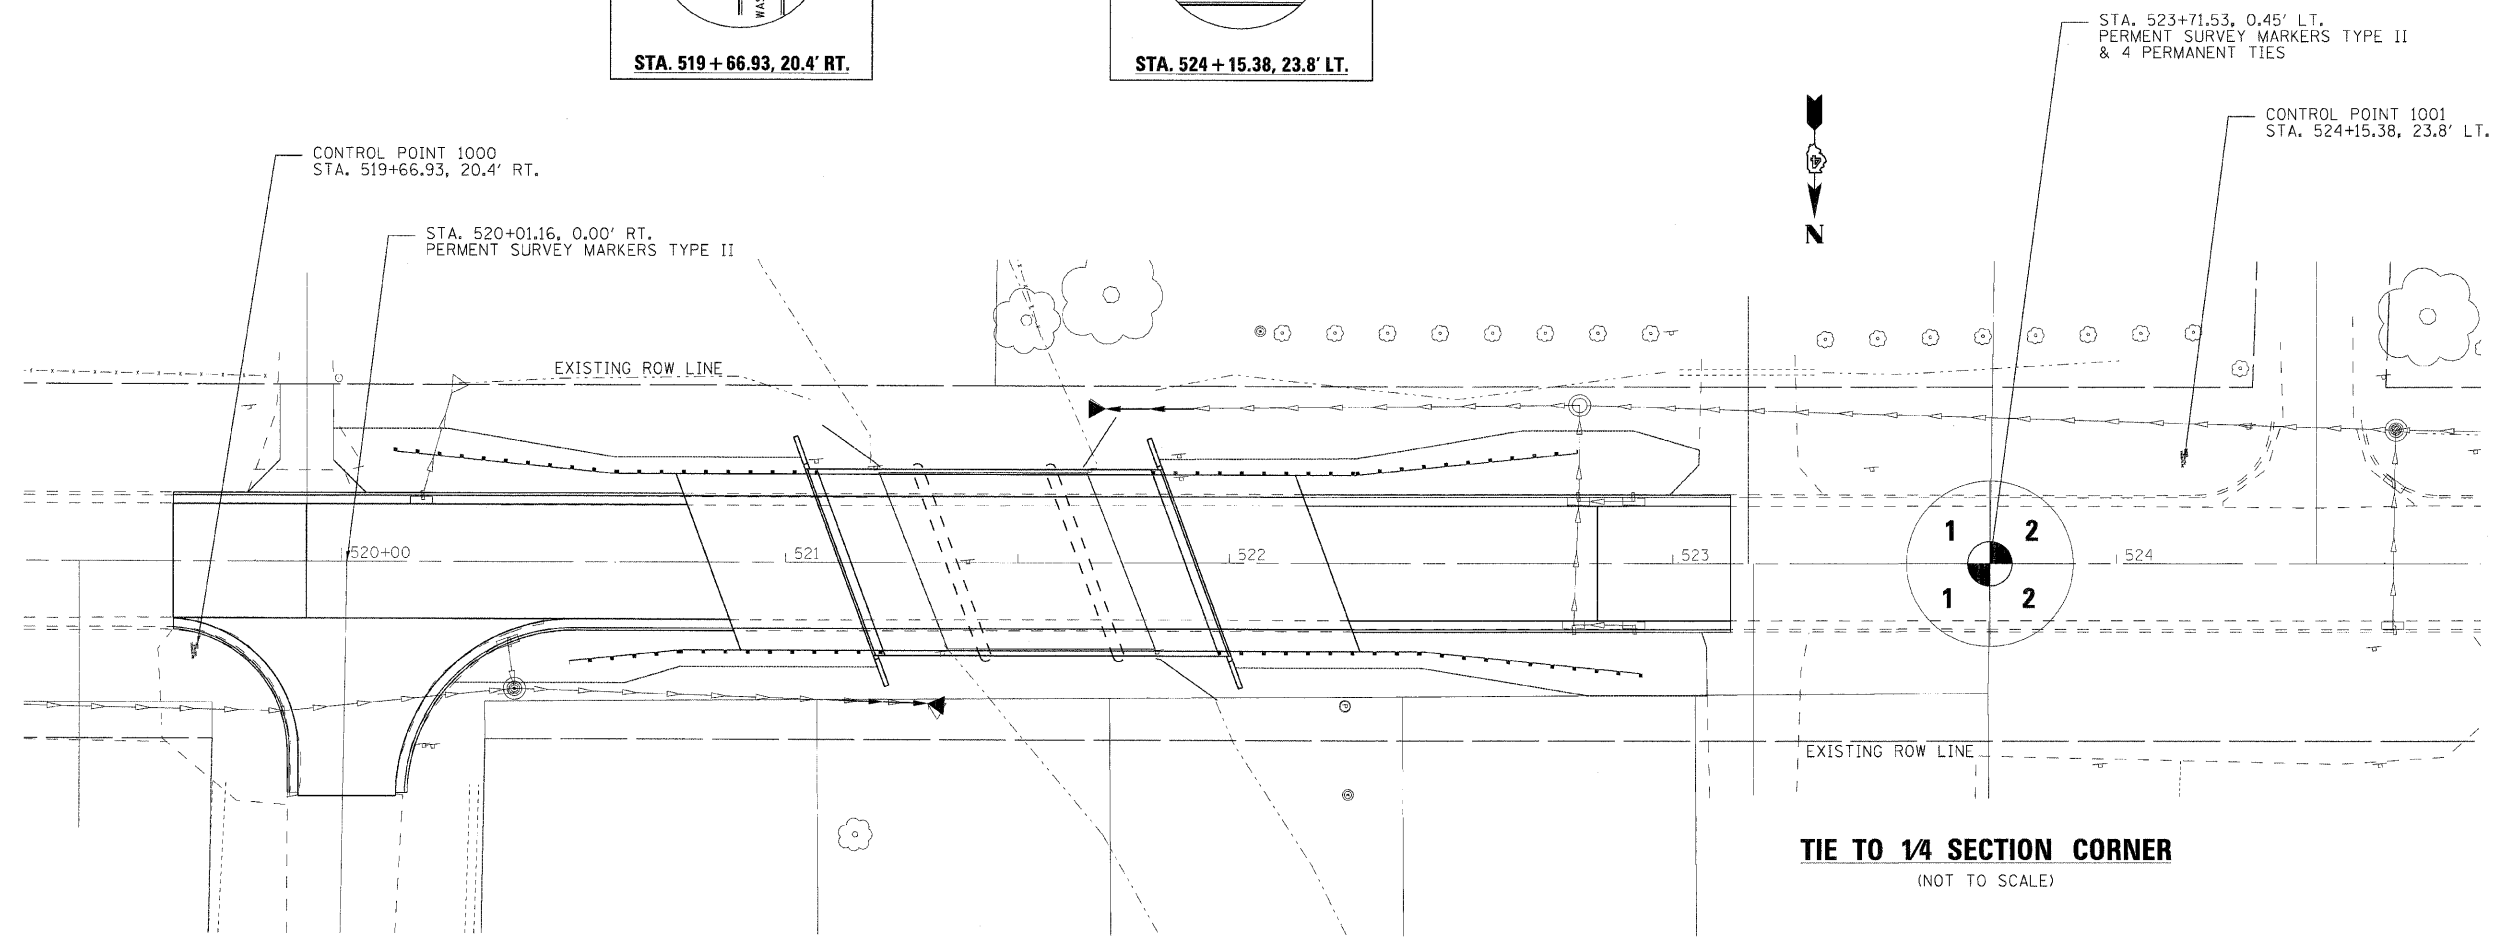 WAS
STA. 519+66.93, 20.4' RT.
STA. 524+15.38, 23.8' LT.
STA. 523+71.53, 0.45' LT.
PERMENT SURVEY MARKERS TYPE II
& 4 PERMANENT TIES
CONTROL POINT 1001
STA. 524+15.38, 23.8' LT.
CONTROL POINT 1000
STA. 519+66.93, 20.4' RT.
STA. 520+01.16, 0.00' RT.
PERMENT SURVEY MARKERS TYPE II
N
EXISTING ROW LINE
520+00
521
522
523
524
1 2
1 2
EXISTING ROW LINE
TIE TO 1/4 SECTION CORNER
(NOT TO SCALE)